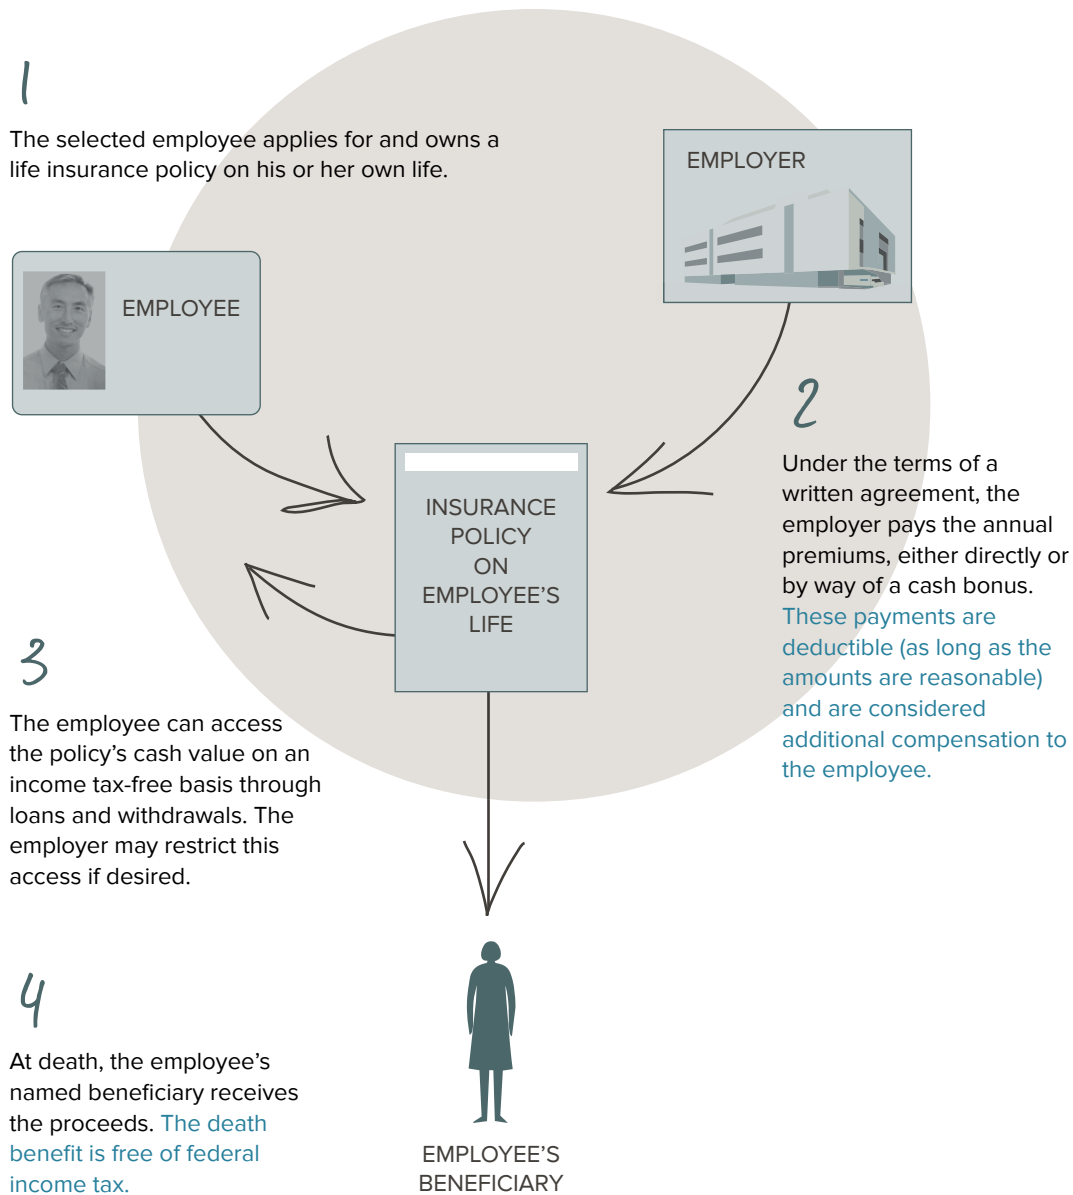 1
The selected employee applies for and owns a
life insurance policy on his or her own life.
EMPLOYER
EMPLOYEE
2
Under the terms of a
written agreement, the
employer pays the annual
premiums, either directly or
by way of a cash bonus.
These payments are
deductible (as long as the
amounts are reasonable)
and are considered
additional compensation to
the employee.
INSURANCE
POLICY
ON
EMPLOYEE’S
LIFE
3
The employee can access
the policy’s cash value on an
income tax-free basis through
loans and withdrawals. The
employer may restrict this
access if desired.
4
At death, the employee’s
named beneficiary receives
the proceeds. The death
benefit is free of federal
income tax.
EMPLOYEE’S
BENEFICIARY